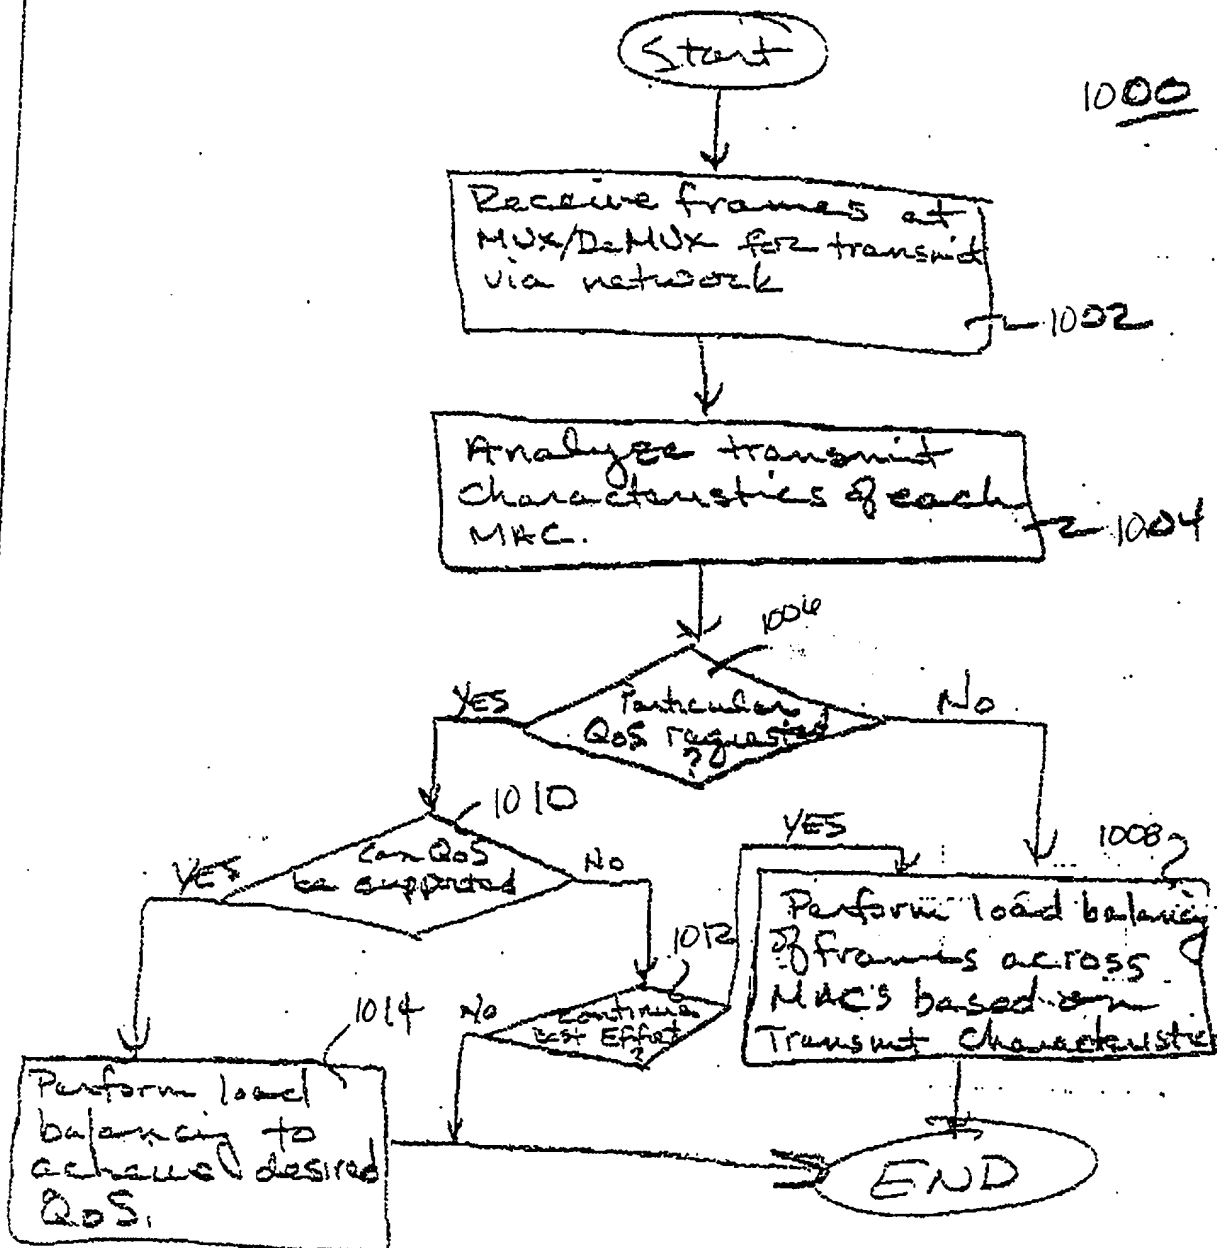 Start
1000
Receive frames at
MUX/DeMUX for transmit
via network
1002
Analyze transmit
characteristics of each
MAC.
1004
1006
Particular
QoS requested
?
YES
No
1010
Can QoS
be supported
YES
No
1012
Continue
Best Effort
?
YES
No
1008
Perform load balancing
of frames across
MAC's based on
Transmit Characteristic
1014
Perform load
balancing to
achieve desired
QoS.
END